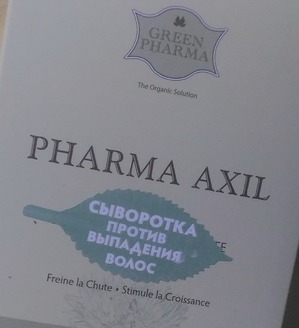 GREEN
PHARMA
The Organic Solution
PHARMA AXIL
СЫВОРОТКА
ПРОТИВ
ВЫПАДЕНИЯ
ВОЛОС
Freine la Chute • Stimule la Croissance